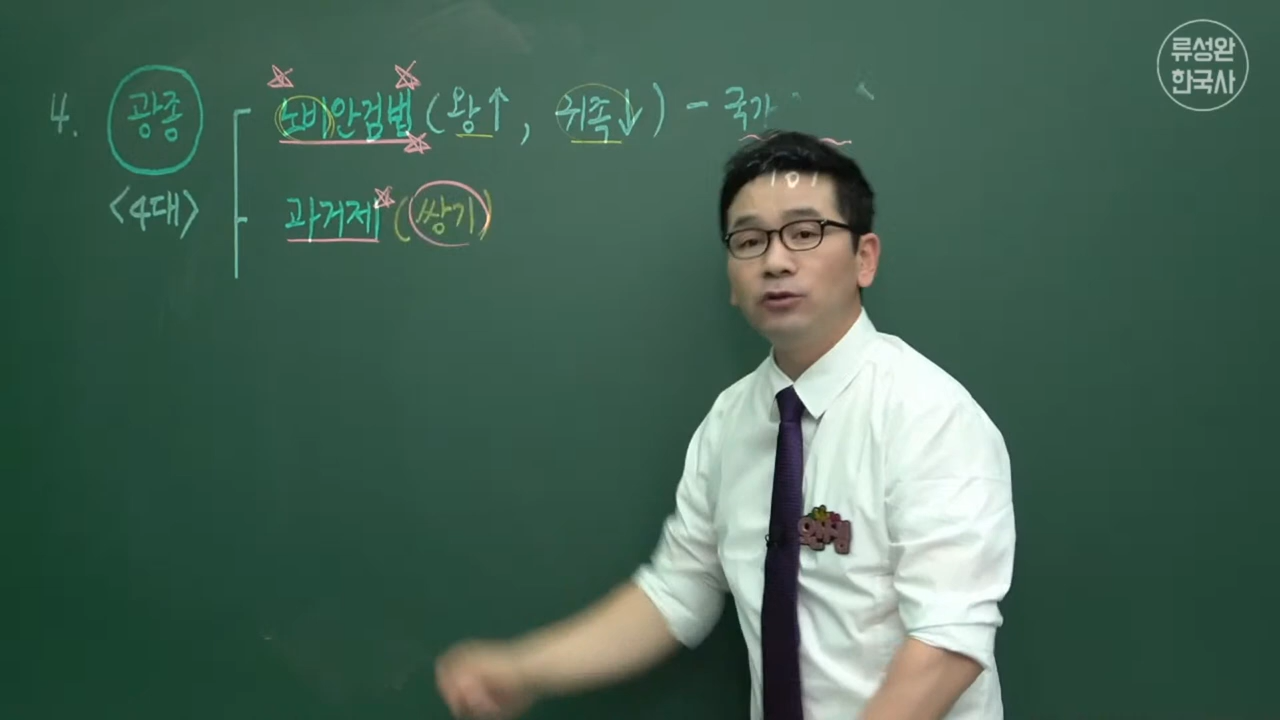 류성완
한국사
4. 광종 노비안검법 (왕↑, 귀족↓) - 국가
<4대> 과거제 (쌍기)